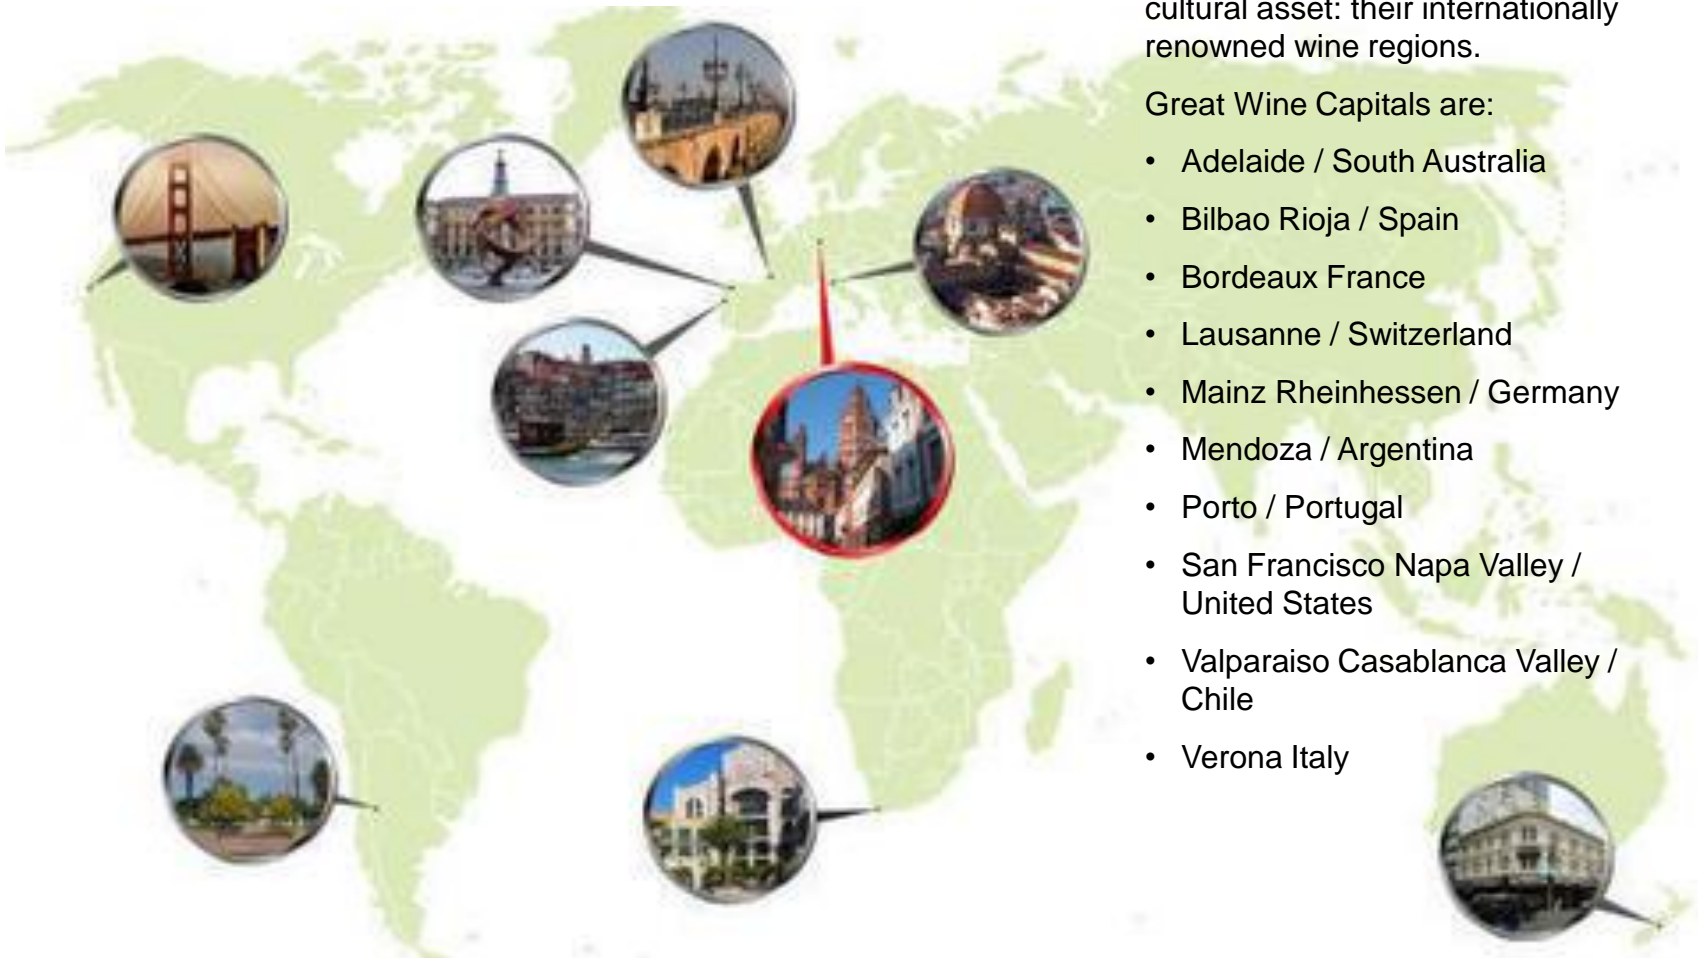 cultural asset: their internationally
renowned wine regions.
Great Wine Capitals are:
• Adelaide / South Australia
• Bilbao Rioja / Spain
• Bordeaux France
• Lausanne / Switzerland
• Mainz Rheinhessen / Germany
• Mendoza / Argentina
• Porto / Portugal
• San Francisco Napa Valley /
United States
• Valparaiso Casablanca Valley /
Chile
• Verona Italy